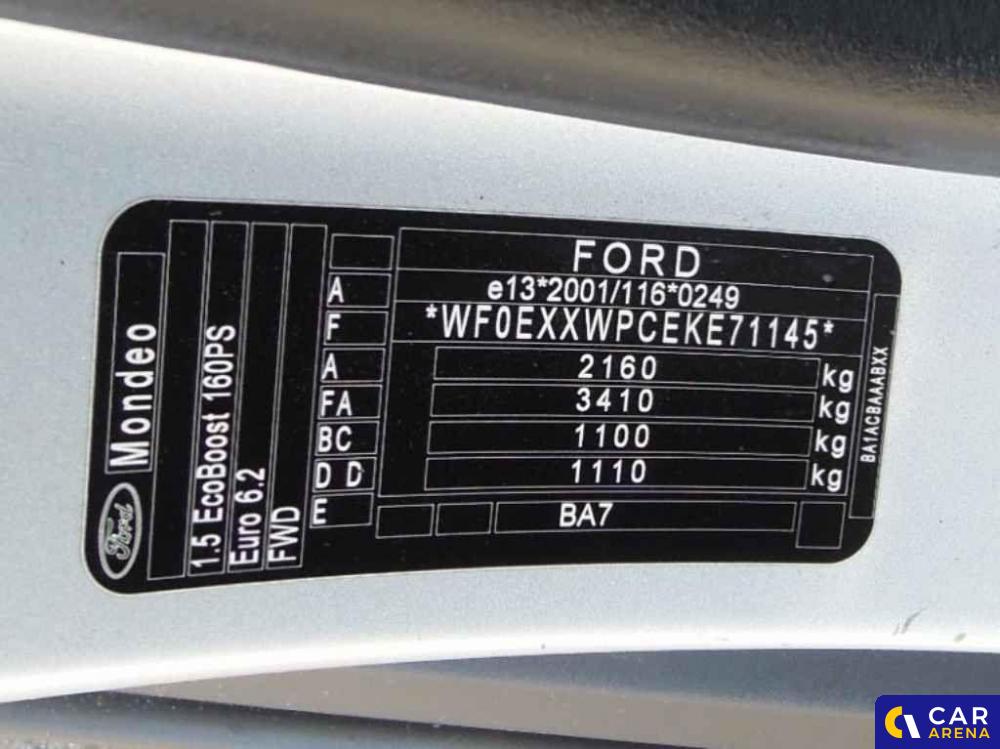 Ford
Mondeo
1.5 EcoBoost 160PS
Euro 6.2
FWD
FORD
A e13*2001/116*0249
F *WF0EXXWPCEKE71145*
A 2160 kg
FA 3410 kg
BC 1100 kg
D D 1110 kg
E BA7
BA1ACBAAABXX
CAR
ARENA